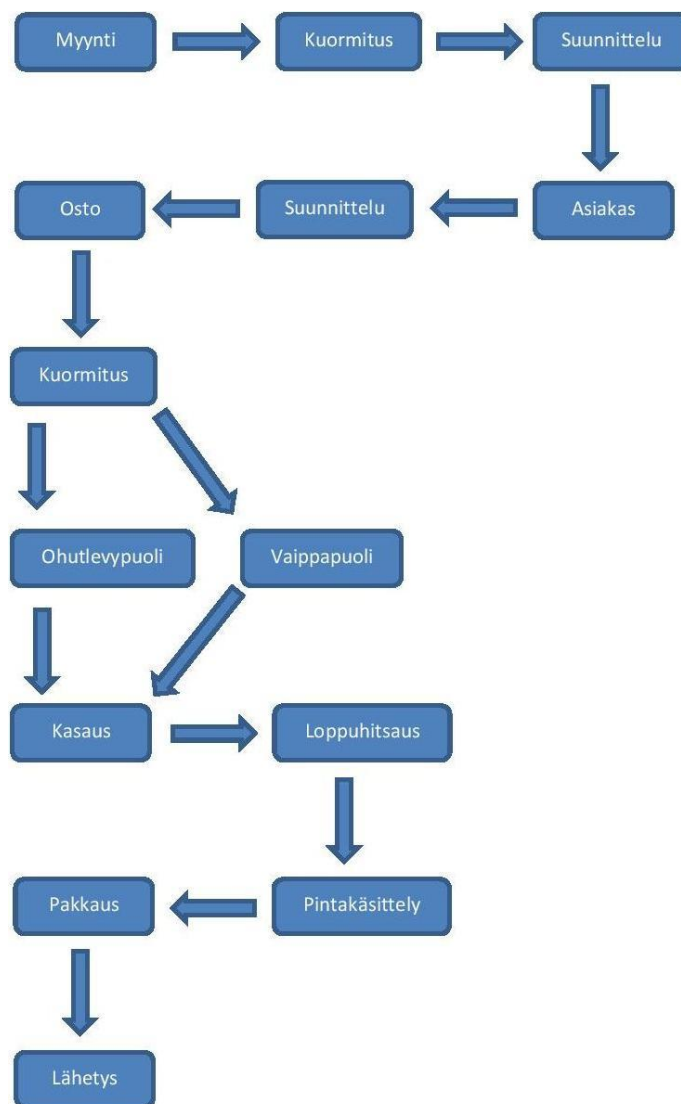 Myynti
Kuormitus
Suunnittelu
Asiakas
Suunnittelu
Osto
Kuormitus
Ohutlevypuoli
Vaippapuoli
Kasaus
Loppuhitsaus
Pintakäsittely
Pakkaus
Lähetys